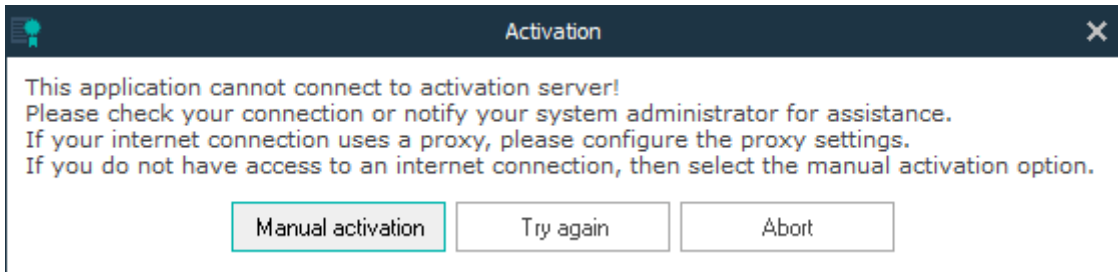 Activation
This application cannot connect to activation server!
Please check your connection or notify your system administrator for assistance.
If your internet connection uses a proxy, please configure the proxy settings.
If you do not have access to an internet connection, then select the manual activation option.
Manual activation
Try again
Abort